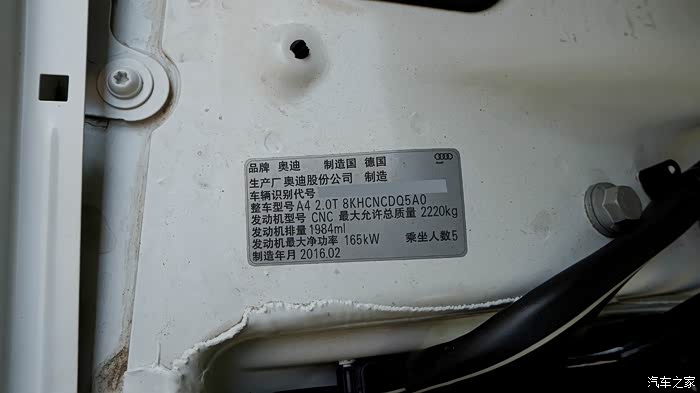 品牌 奥迪 制造国 德国
生产厂 奥迪股份公司 制造
车辆识别代号
整车型号 A4 2.0T 8KHCNCDQ5A0
发动机型号 CNC 最大允许总质量 2220kg
发动机排量 1984ml
发动机最大净功率 165kW 乘坐人数 5
制造年月 2016.02
汽车之家